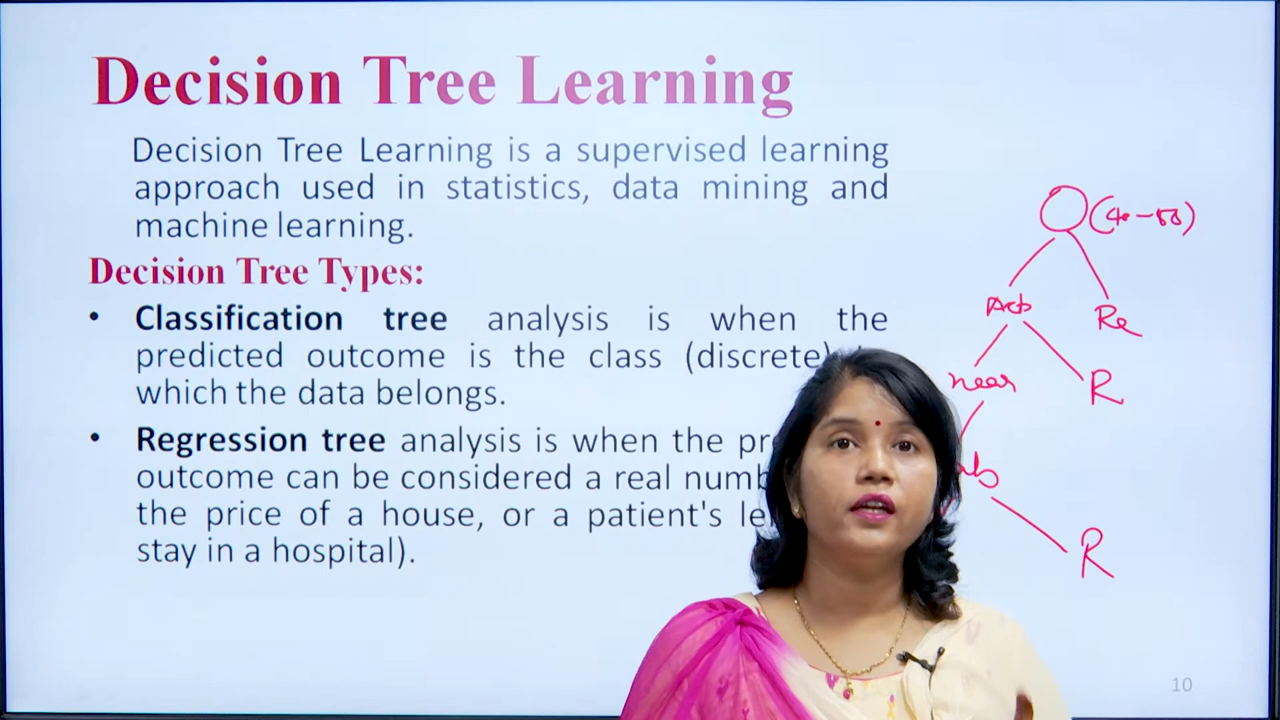 Decision Tree Learning
Decision Tree Learning is a supervised learning
approach used in statistics, data mining and
machine learning.
Decision Tree Types:
• Classification tree analysis is when the
predicted outcome is the class (discrete)
which the data belongs.
• Regression tree analysis is when the
outcome can be considered a real
the price of a house, or a patient's
stay in a hospital).
Re
near
R
R
10